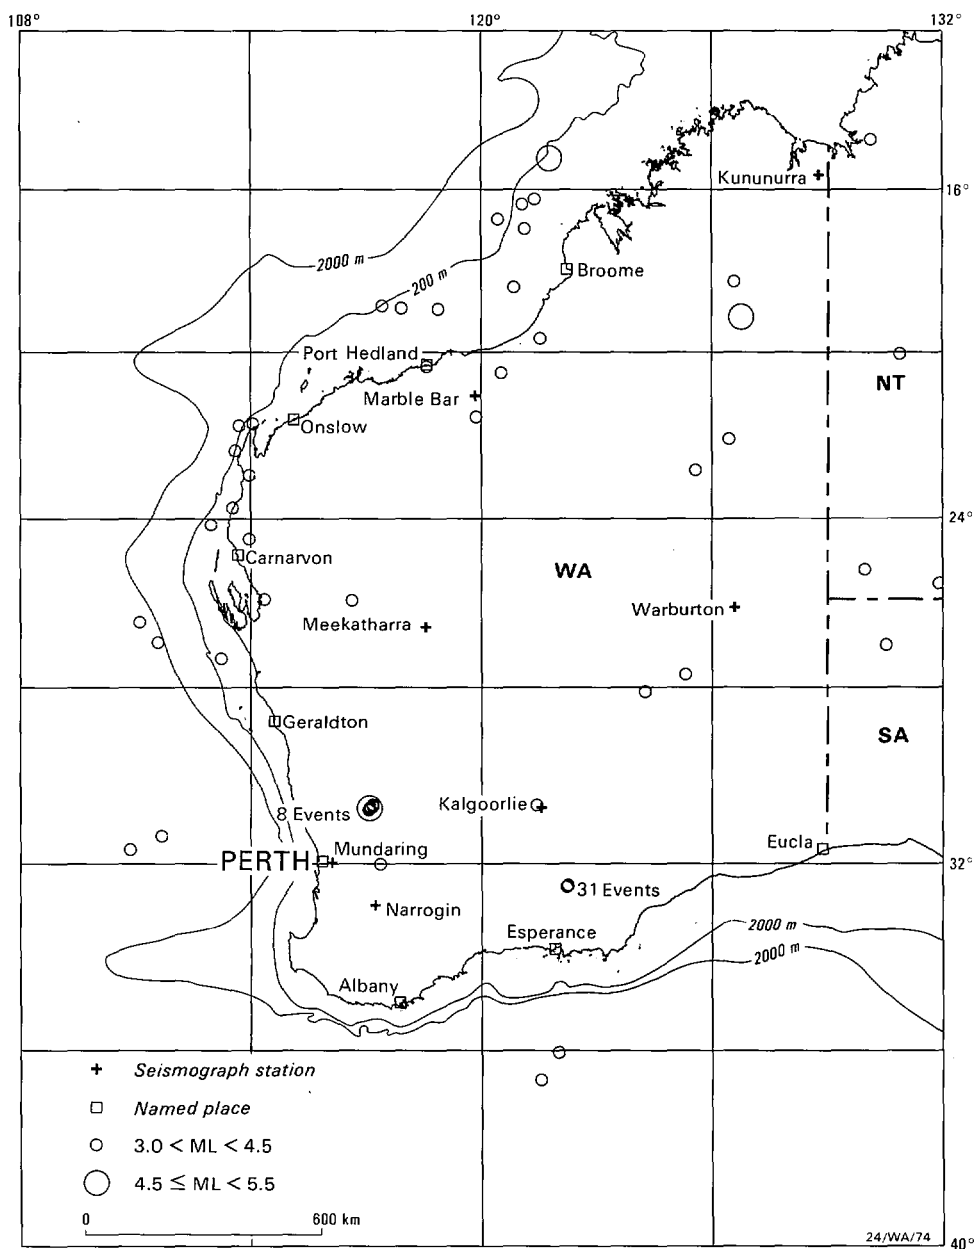 108°
120°
132°
Kununurra
16°
2000 m
200 m
Broome
Port Hedland
NT
Marble Bar
Onslow
24°
Carnarvon
WA
Warburton
Meekatharra
Geraldton
SA
Kalgoorlie
8 Events
Eucla
Mundaring
PERTH
32°
31 Events
Narrogin
Esperance
2000 m
2000 m
Albany
Seismograph station
Named place
3.0 < ML < 4.5
4.5 ≤ ML < 5.5
0 600 km
24/WA/74
40°